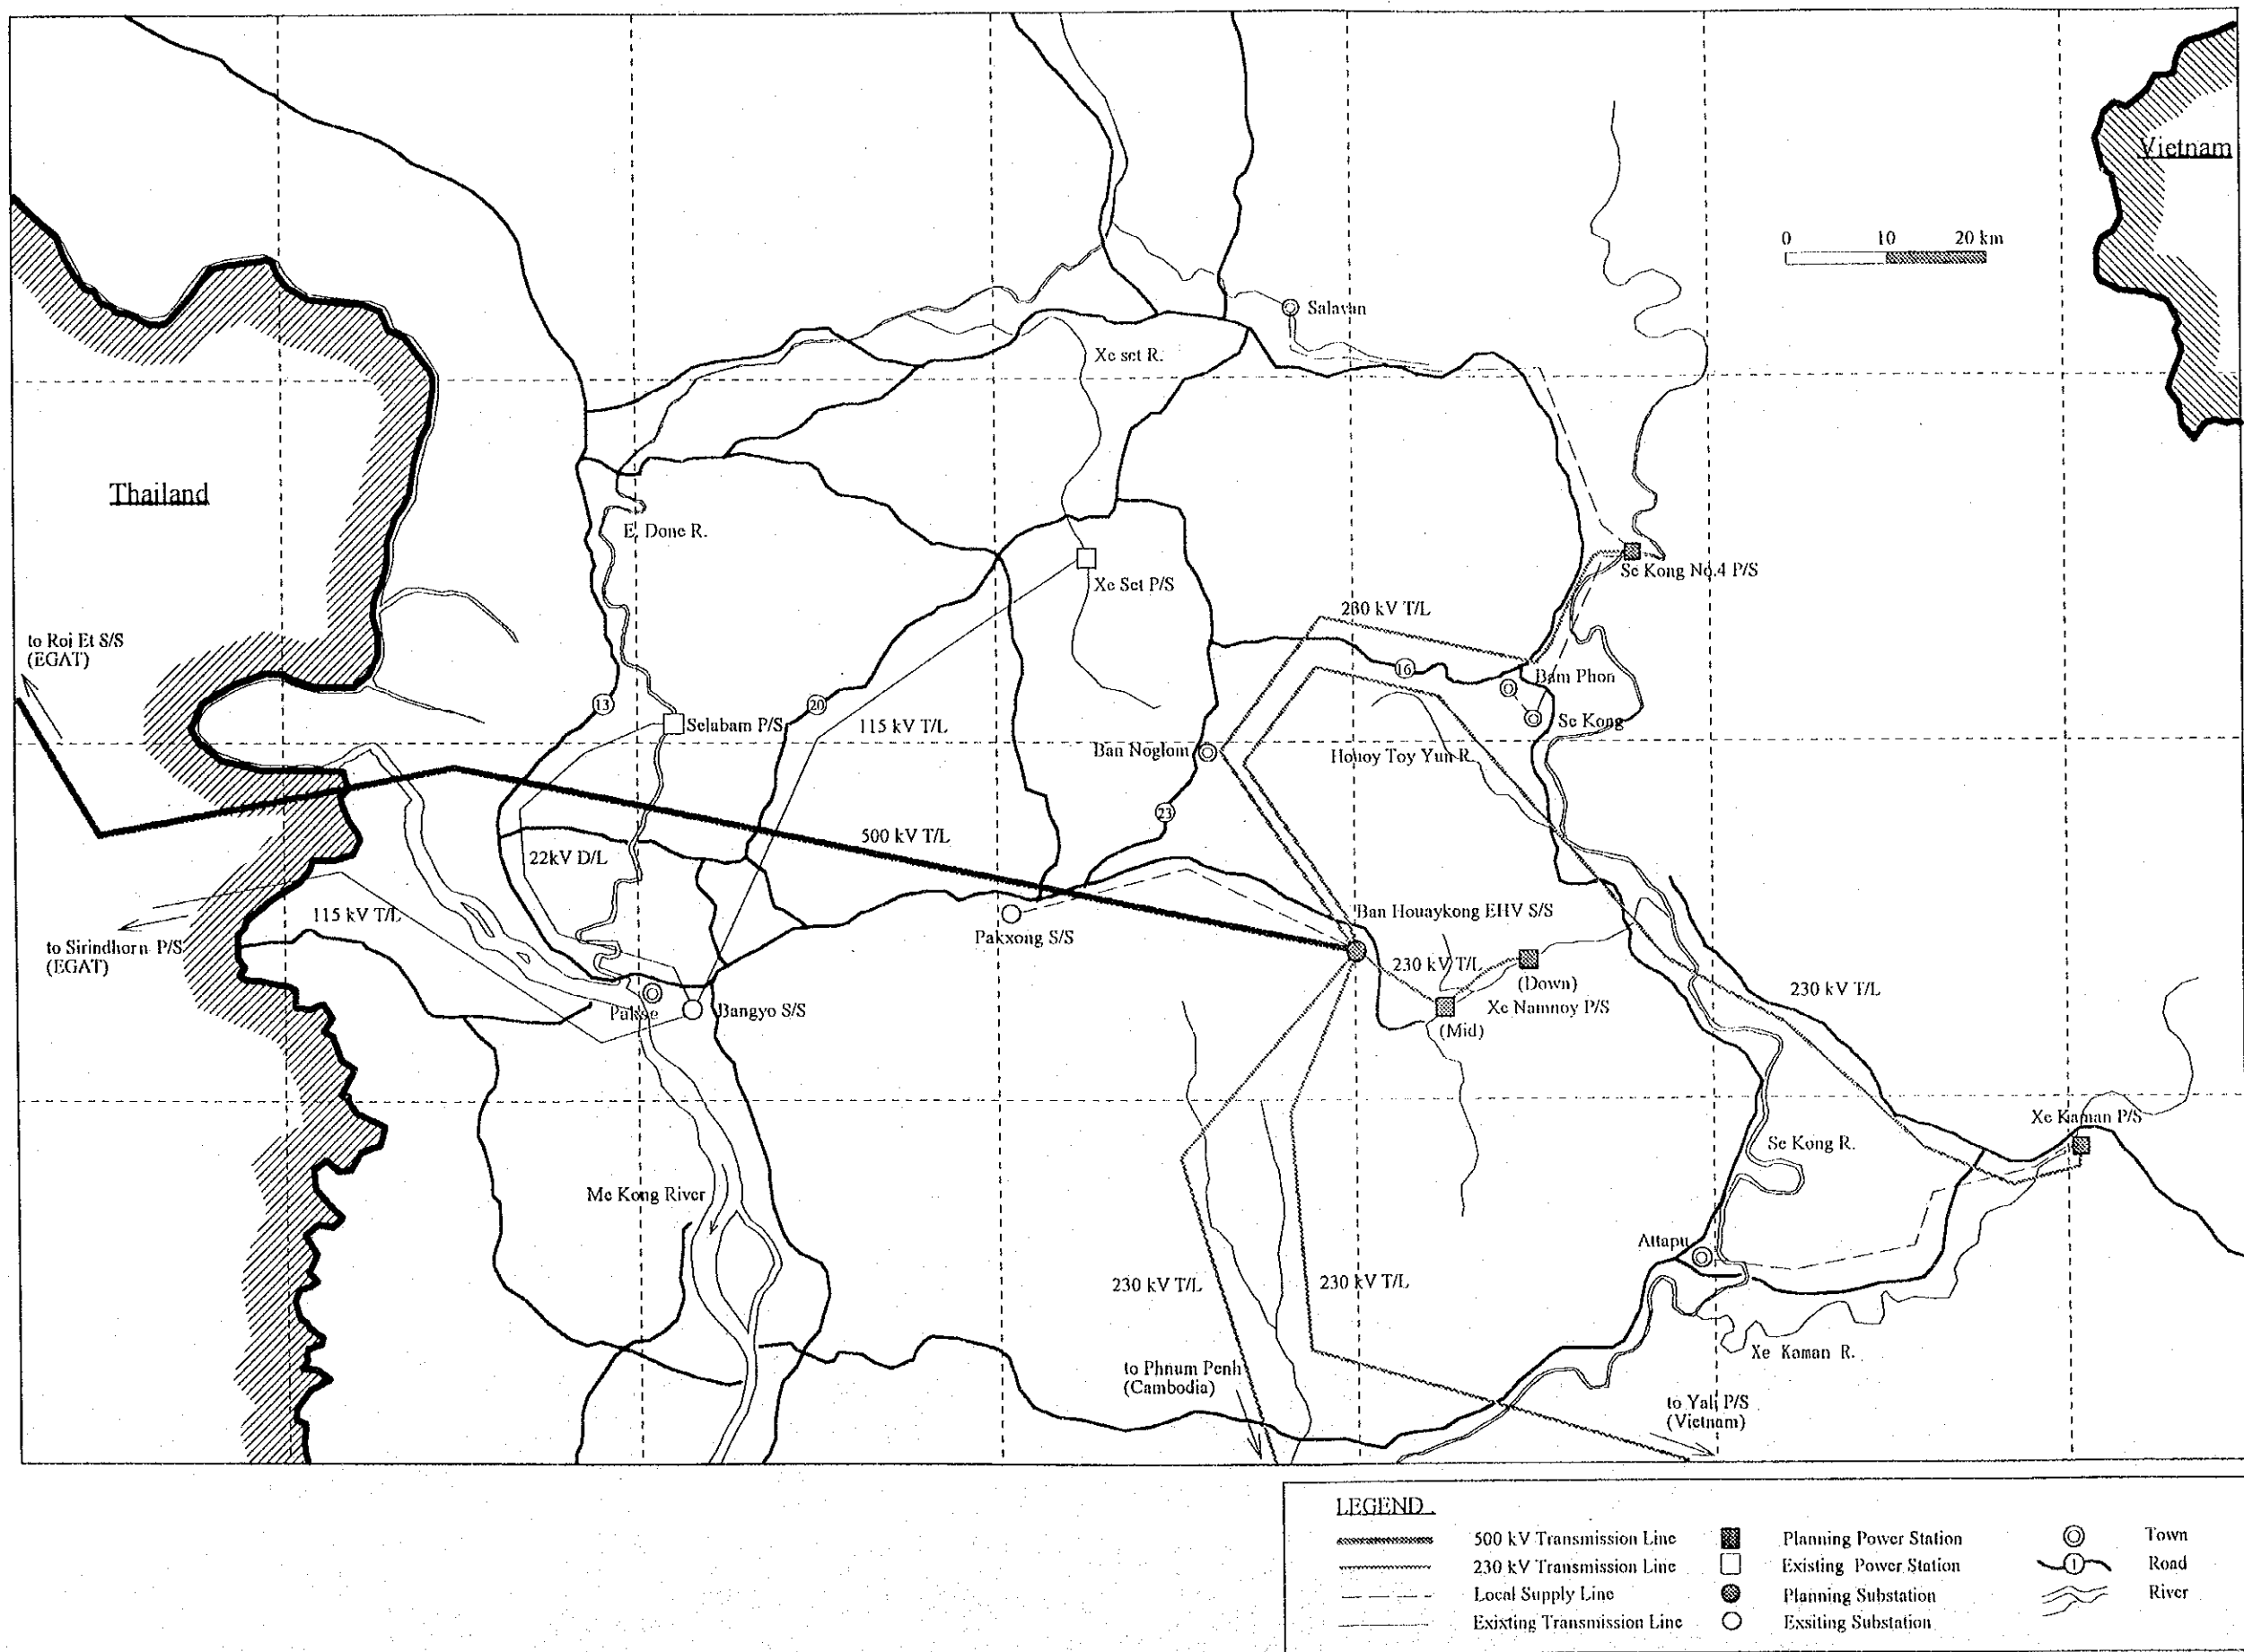 Vietnam
0 10 20 km
Salavan
Xe set R.
Thailand
E. Done R.
Xe Set P/S
Se Kong No.4 P/S
230 kV T/L
to Roi Et S/S
(EGAT)
16
Bam Phon
13
20
Selabam P/S
115 kV T/L
Se Kong
Ban Noglom
Houoy Toy Yun R.
23
500 kV T/L
22kV D/L
115 kV T/L
Ban Houaykong EHV S/S
to Sirindhorn P/S
(EGAT)
Pakxong S/S
230 kV T/L
(Down)
230 kV T/L
Pakse
Bangyo S/S
Xe Namnoy P/S
(Mid)
Xe Kaman P/S
Se Kong R.
Me Kong River
Attapu
230 kV T/L
230 kV T/L
Xe Kaman R.
to Phnum Penh
(Cambodia)
to Yali P/S
(Vietnam)
LEGEND
500 kV Transmission Line
Planning Power Station
Town
230 kV Transmission Line
Existing Power Station
1
Road
Local Supply Line
Planning Substation
River
Exixting Transmission Line
Exsiting Substation